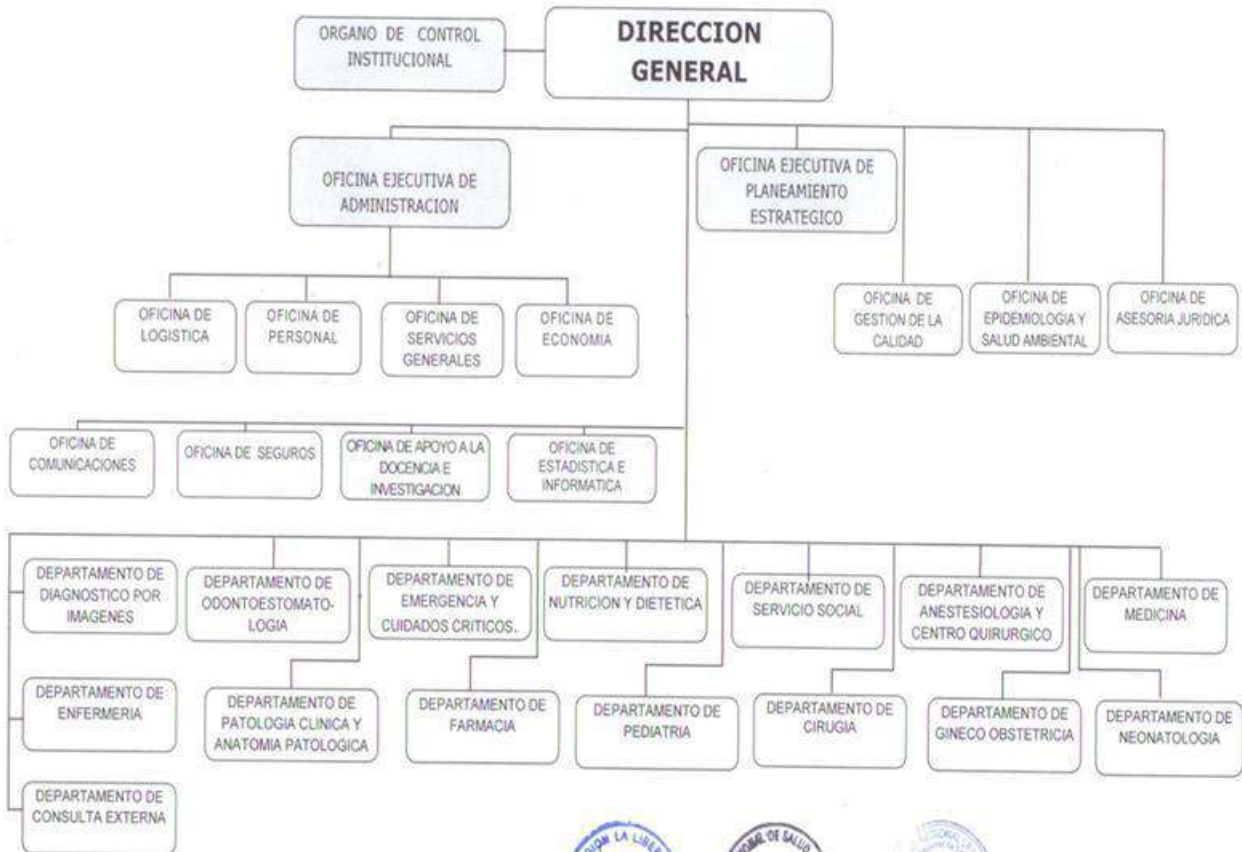 ORGANO DE CONTROL
INSTITUCIONAL
DIRECCION
GENERAL
OFICINA EJECUTIVA DE
ADMINISTRACION
OFICINA EJECUTIVA DE
PLANEAMIENTO
ESTRATEGICO
OFICINA DE
LOGISTICA
OFICINA DE
PERSONAL
OFICINA DE
SERVICIOS
GENERALES
OFICINA DE
ECONOMIA
OFICINA DE
GESTION DE LA
CALIDAD
OFICINA DE
EPIDEMIOLOGIA Y
SALUD AMBIENTAL
OFICINA DE
ASESORIA JURIDICA
OFICINA DE
COMUNICACIONES
OFICINA DE SEGUROS
OFICINA DE APOYO A LA
DOCENCIA E
INVESTIGACION
OFICINA DE
ESTADISTICA E
INFORMATICA
DEPARTAMENTO DE
DIAGNOSTICO POR
IMAGENES
DEPARTAMENTO DE
ODONTOESTOMATO-
LOGIA
DEPARTAMENTO DE
EMERGENCIA Y
CUIDADOS CRITICOS.
DEPARTAMENTO DE
NUTRICION Y DIETETICA
DEPARTAMENTO DE
SERVICIO SOCIAL
DEPARTAMENTO DE
ANESTESIOLOGIA Y
CENTRO QUIRURGICO
DEPARTAMENTO DE
MEDICINA
DEPARTAMENTO DE
ENFERMERIA
DEPARTAMENTO DE
PATOLOGIA CLINICA Y
ANATOMIA PATOLOGICA
DEPARTAMENTO DE
FARMACIA
DEPARTAMENTO DE
PEDIATRIA
DEPARTAMENTO DE
CIRUGIA
DEPARTAMENTO DE
GINECO OBSTETRICIA
DEPARTAMENTO DE
NEONATOLOGIA
DEPARTAMENTO DE
CONSULTA EXTERNA
LA
DE SALUD